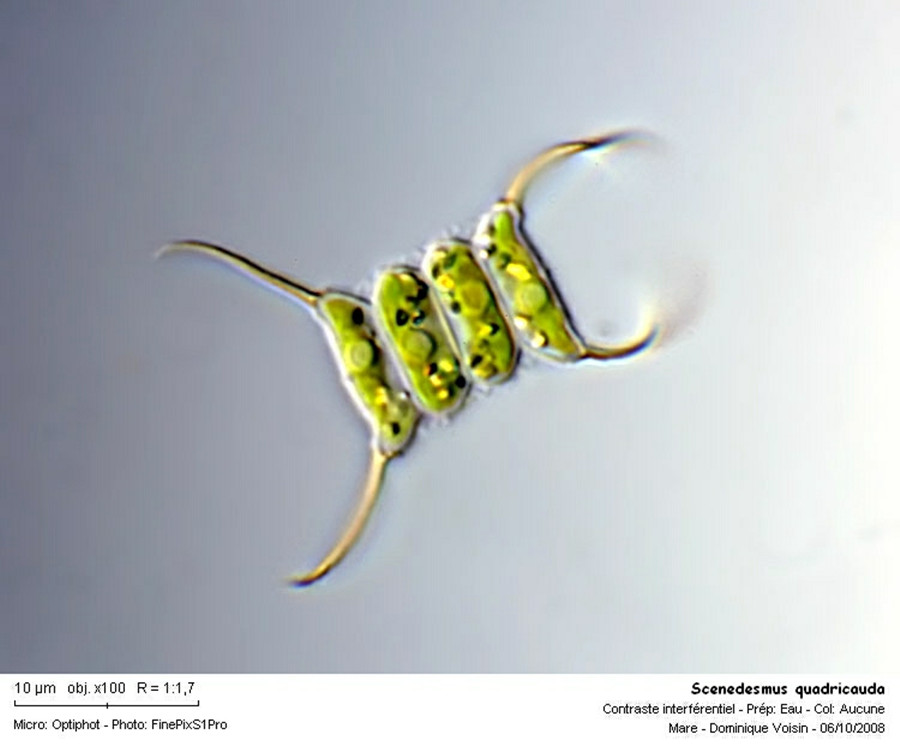 10 µm obj. x100 R = 1:1,7
Micro: Optiphot - Photo: FinePixS1Pro
Scenedesmus quadricauda
Contraste interférentiel - Prép: Eau - Col: Aucune
Mare - Dominique Voisin - 06/10/2008